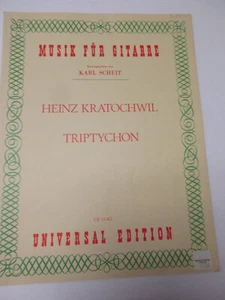 MUSIK FÜR GITARRE
KARL SCHEIT
HEINZ KRATOCHWIL
TRIPTYCHON
UNIVERSAL EDITION